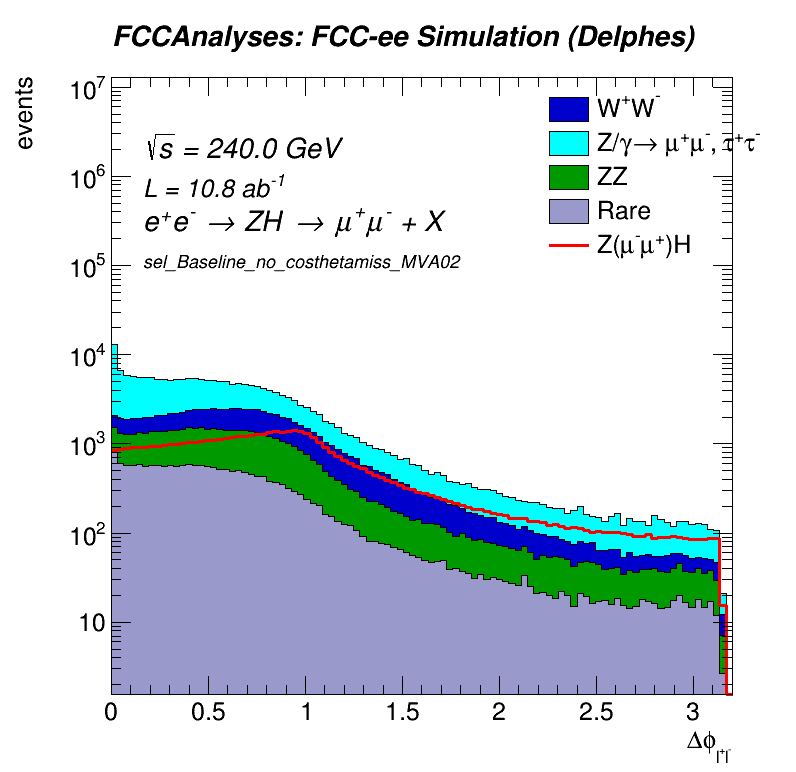 FCCAnalyses: FCC-ee Simulation (Delphes)
events
10⁷
10⁶
10⁵
10⁴
10³
10²
10
√s = 240.0 GeV
L = 10.8 ab⁻¹
e⁺e⁻ → ZH → μ⁺μ⁻ + X
sel_Baseline_no_costhetamiss_MVA02
W⁺W⁻
Z/γ→ μ⁺μ⁻, τ⁺τ⁻
ZZ
Rare
Z(μ⁻μ⁺)H
0 0.5 1 1.5 2 2.5 3
Δϕ_l⁺l⁻